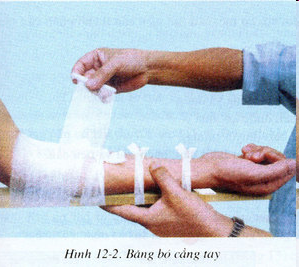 Hình 12-2. Băng bó cẳng tay